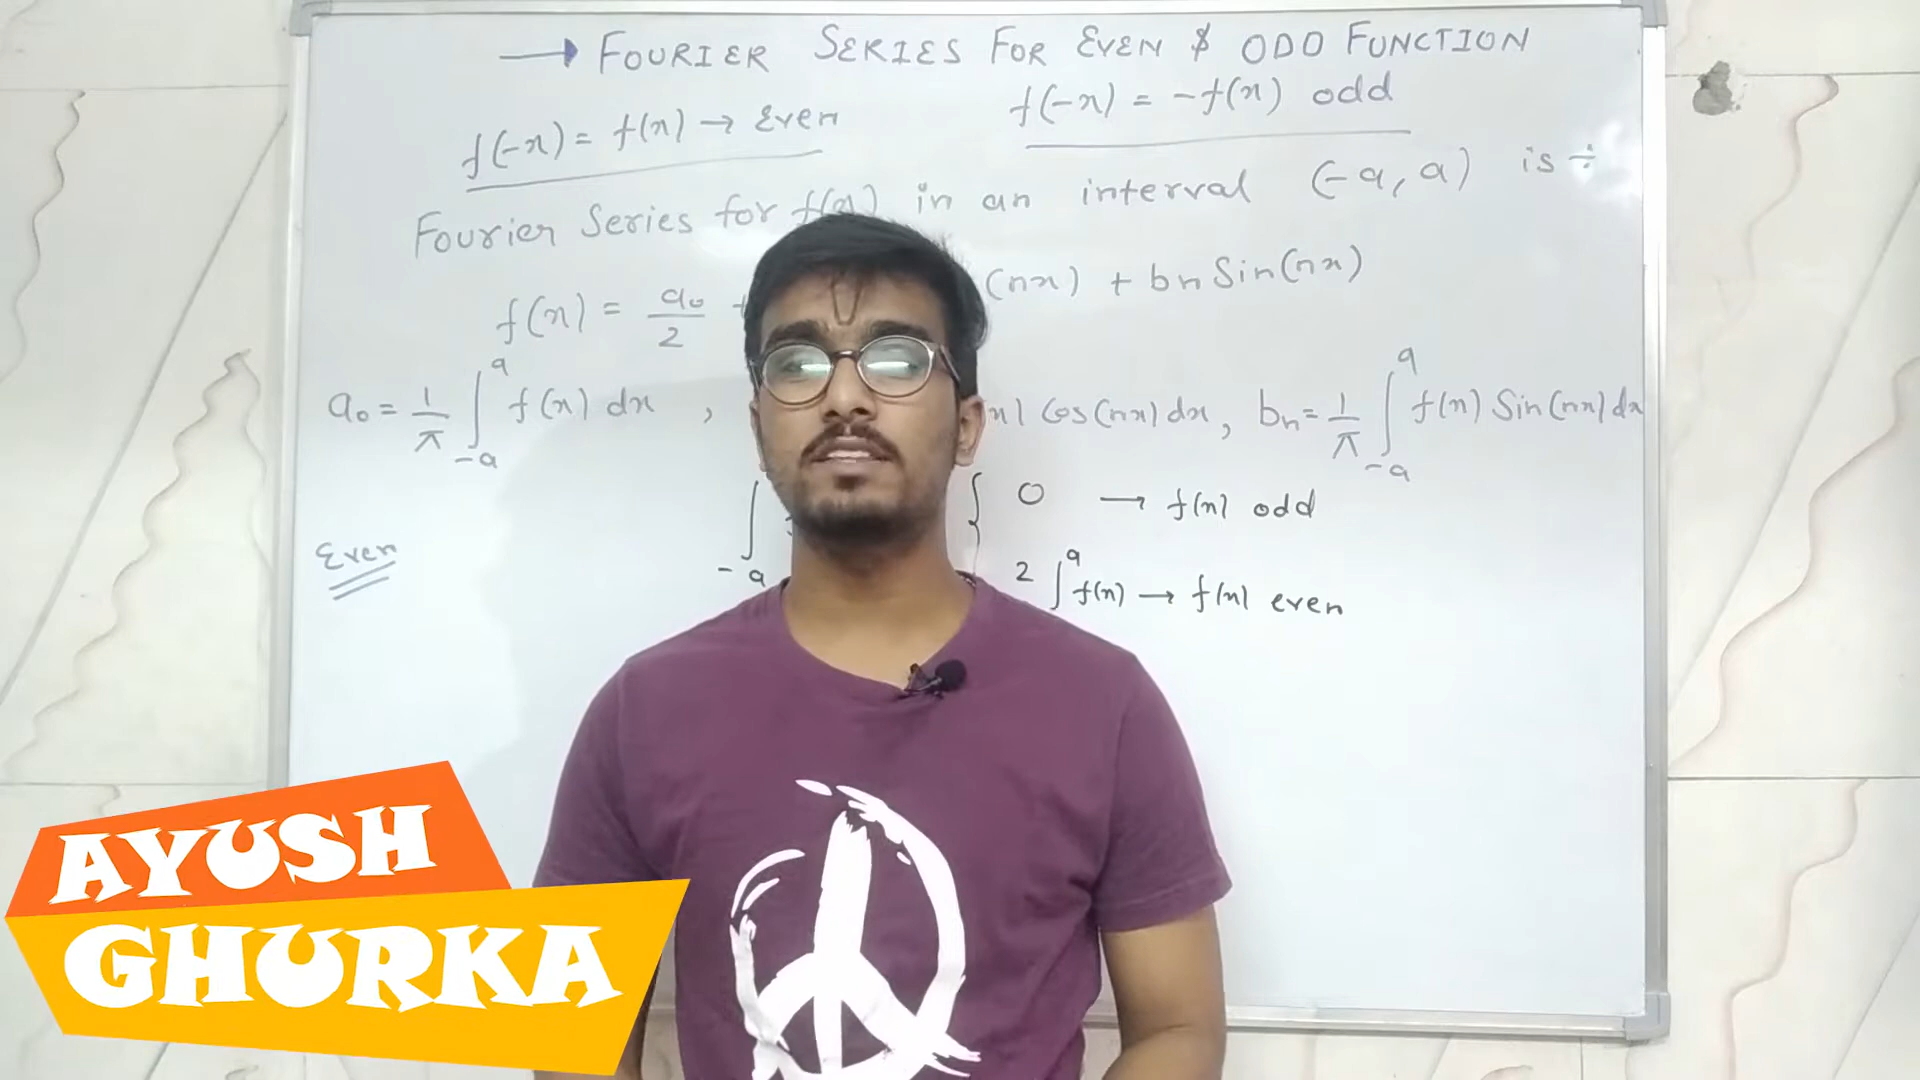 → FOURIER SERIES FOR EVEN & ODD FUNCTION
f(-x) = f(x) → Even
f(-x) = -f(x) odd
Fourier Series for f(x) in an interval (-a, a) is ÷
f(x) = a₀/2 + (nx) + bn Sin(nx)
a₀ = 1/π ∫_{-a}^{a} f(x) dx , x) Cos(nx) dx, bn = 1/π ∫_{-a}^{a} f(x) Sin(nx) dx
∫_{-a} { 0 → f(x) odd
2 ∫^{a} f(x) → f(x) even
Even
AYUSH
GHURKA